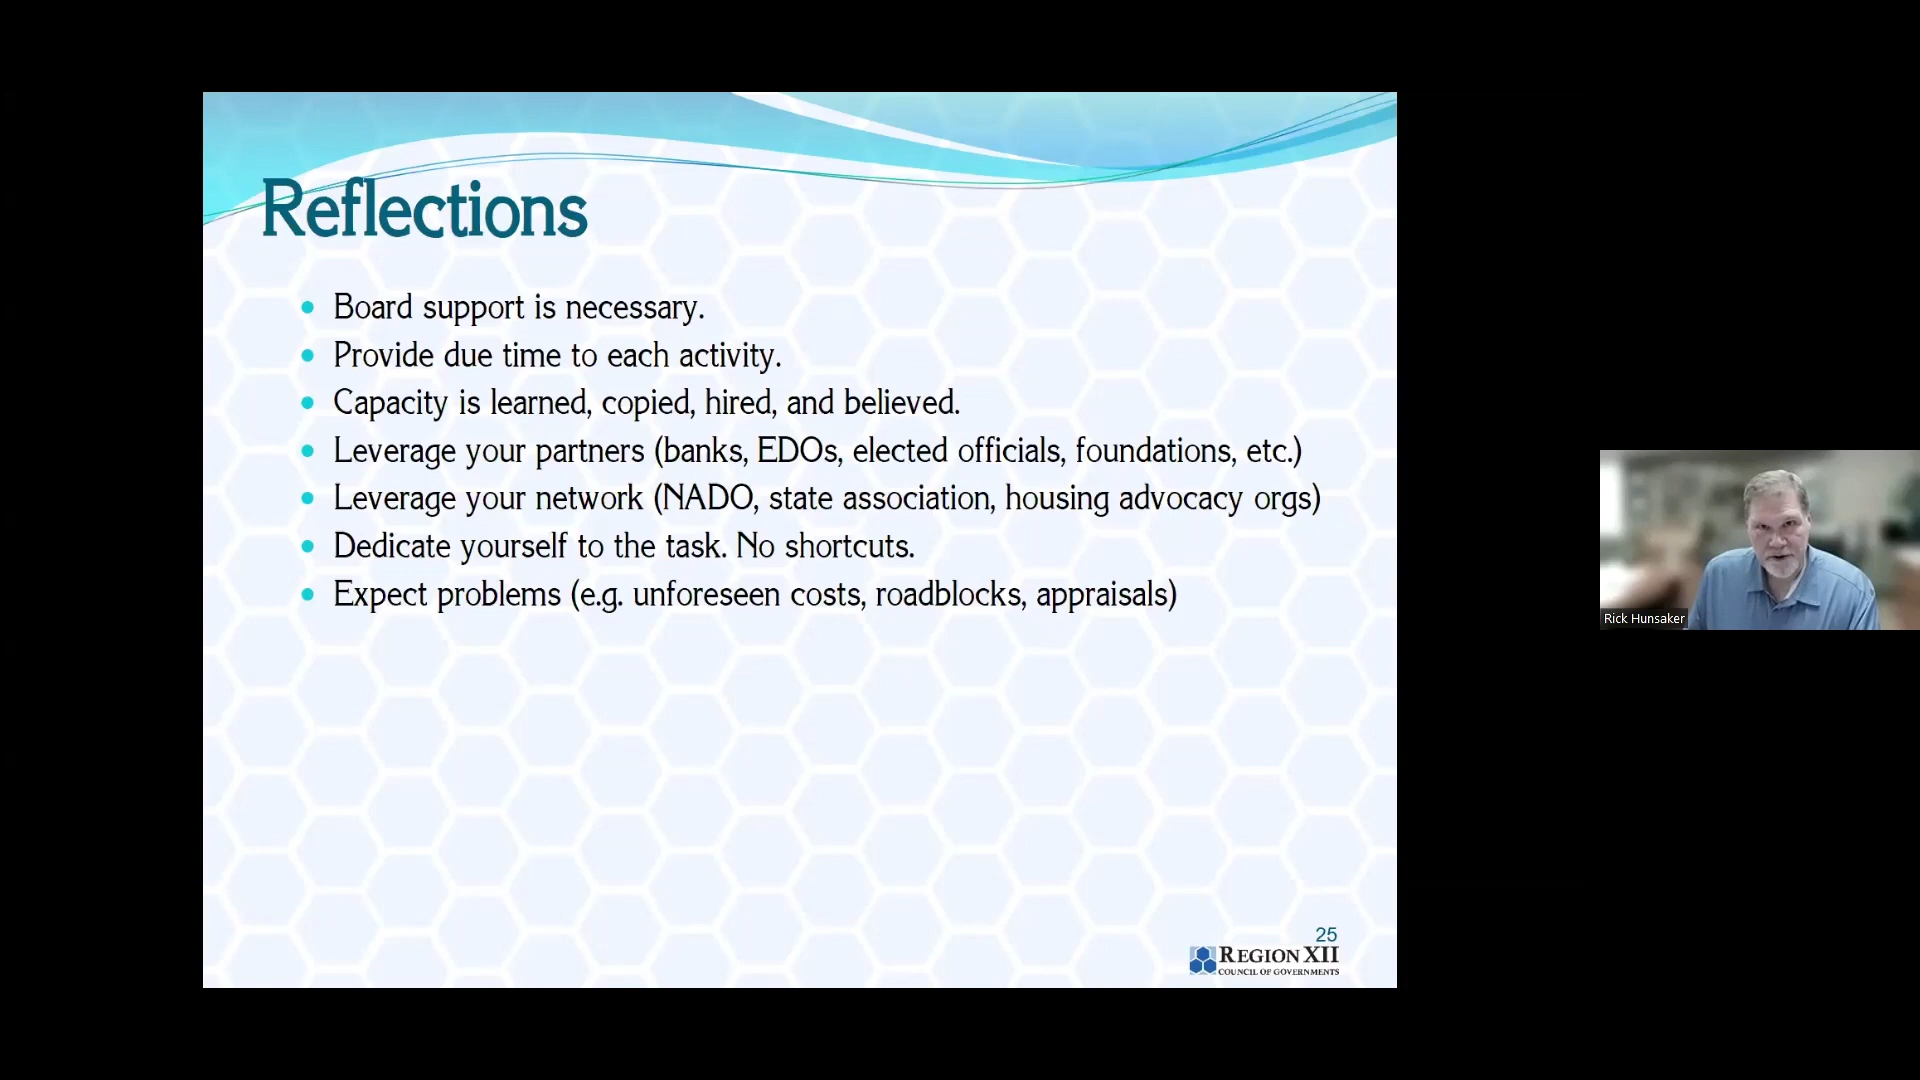 Reflections
Board support is necessary.
Provide due time to each activity.
Capacity is learned, copied, hired, and believed.
Leverage your partners (banks, EDOs, elected officials, foundations, etc.)
Leverage your network (NADO, state association, housing advocacy orgs)
Dedicate yourself to the task. No shortcuts.
Expect problems (e.g. unforeseen costs, roadblocks, appraisals)
25
REGION XII
COUNCIL OF GOVERNMENTS
Rick Hunsaker